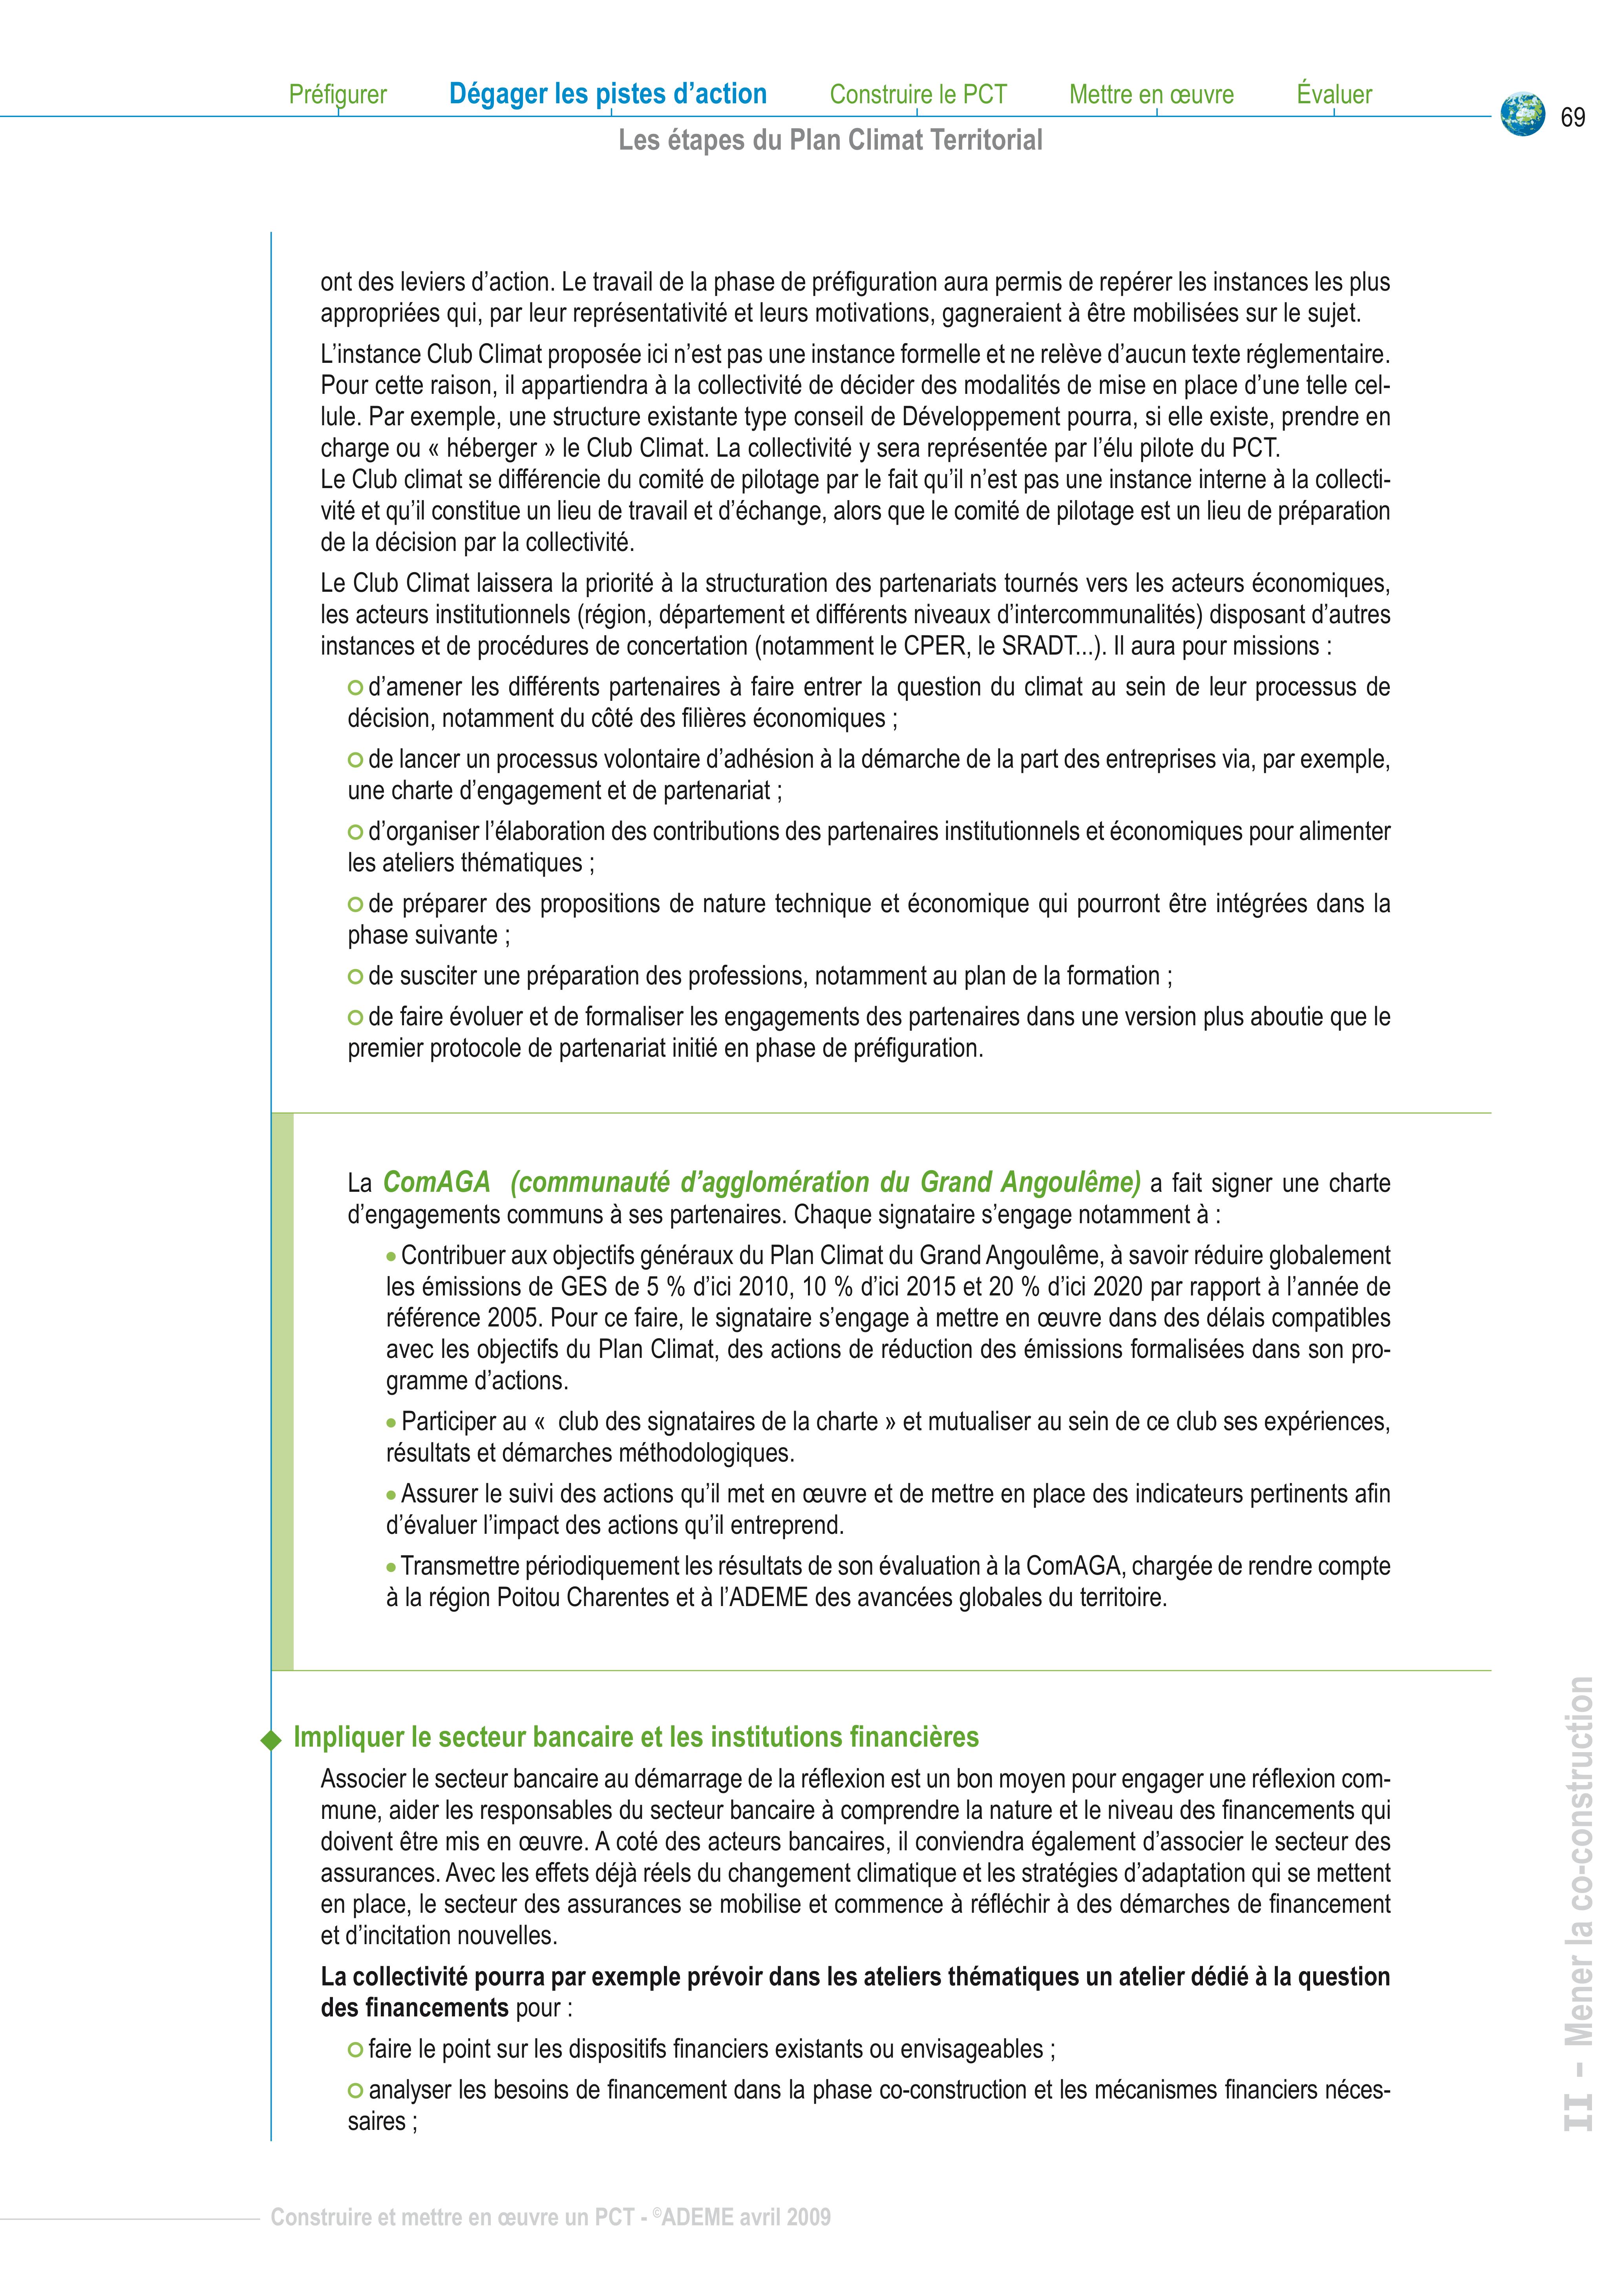 Préfigurer Dégager les pistes d’action Construire le PCT Mettre en œuvre Évaluer
69
Les étapes du Plan Climat Territorial
ont des leviers d’action. Le travail de la phase de préfiguration aura permis de repérer les instances les plus
appropriées qui, par leur représentativité et leurs motivations, gagneraient à être mobilisées sur le sujet.
L’instance Club Climat proposée ici n’est pas une instance formelle et ne relève d’aucun texte réglementaire.
Pour cette raison, il appartiendra à la collectivité de décider des modalités de mise en place d’une telle cel-
lule. Par exemple, une structure existante type conseil de Développement pourra, si elle existe, prendre en
charge ou « héberger » le Club Climat. La collectivité y sera représentée par l’élu pilote du PCT.
Le Club climat se différencie du comité de pilotage par le fait qu’il n’est pas une instance interne à la collecti-
vité et qu’il constitue un lieu de travail et d’échange, alors que le comité de pilotage est un lieu de préparation
de la décision par la collectivité.
Le Club Climat laissera la priorité à la structuration des partenariats tournés vers les acteurs économiques,
les acteurs institutionnels (région, département et différents niveaux d’intercommunalités) disposant d’autres
instances et de procédures de concertation (notamment le CPER, le SRADT...). Il aura pour missions :
d’amener les différents partenaires à faire entrer la question du climat au sein de leur processus de
décision, notamment du côté des filières économiques ;
de lancer un processus volontaire d’adhésion à la démarche de la part des entreprises via, par exemple,
une charte d’engagement et de partenariat ;
d’organiser l’élaboration des contributions des partenaires institutionnels et économiques pour alimenter
les ateliers thématiques ;
de préparer des propositions de nature technique et économique qui pourront être intégrées dans la
phase suivante ;
de susciter une préparation des professions, notamment au plan de la formation ;
de faire évoluer et de formaliser les engagements des partenaires dans une version plus aboutie que le
premier protocole de partenariat initié en phase de préfiguration.
La ComAGA (communauté d’agglomération du Grand Angoulême) a fait signer une charte
d’engagements communs à ses partenaires. Chaque signataire s’engage notamment à :
• Contribuer aux objectifs généraux du Plan Climat du Grand Angoulême, à savoir réduire globalement
les émissions de GES de 5 % d’ici 2010, 10 % d’ici 2015 et 20 % d’ici 2020 par rapport à l’année de
référence 2005. Pour ce faire, le signataire s’engage à mettre en œuvre dans des délais compatibles
avec les objectifs du Plan Climat, des actions de réduction des émissions formalisées dans son pro-
gramme d’actions.
• Participer au « club des signataires de la charte » et mutualiser au sein de ce club ses expériences,
résultats et démarches méthodologiques.
• Assurer le suivi des actions qu’il met en œuvre et de mettre en place des indicateurs pertinents afin
d’évaluer l’impact des actions qu’il entreprend.
• Transmettre périodiquement les résultats de son évaluation à la ComAGA, chargée de rendre compte
à la région Poitou Charentes et à l’ADEME des avancées globales du territoire.
Impliquer le secteur bancaire et les institutions financières
Associer le secteur bancaire au démarrage de la réflexion est un bon moyen pour engager une réflexion com-
mune, aider les responsables du secteur bancaire à comprendre la nature et le niveau des financements qui
doivent être mis en œuvre. A coté des acteurs bancaires, il conviendra également d’associer le secteur des
assurances. Avec les effets déjà réels du changement climatique et les stratégies d’adaptation qui se mettent
en place, le secteur des assurances se mobilise et commence à réfléchir à des démarches de financement
et d’incitation nouvelles.
La collectivité pourra par exemple prévoir dans les ateliers thématiques un atelier dédié à la question
des financements pour :
faire le point sur les dispositifs financiers existants ou envisageables ;
analyser les besoins de financement dans la phase co-construction et les mécanismes financiers néces-
saires ;
II - Mener la co-construction
Construire et mettre en œuvre un PCT - ©ADEME avril 2009